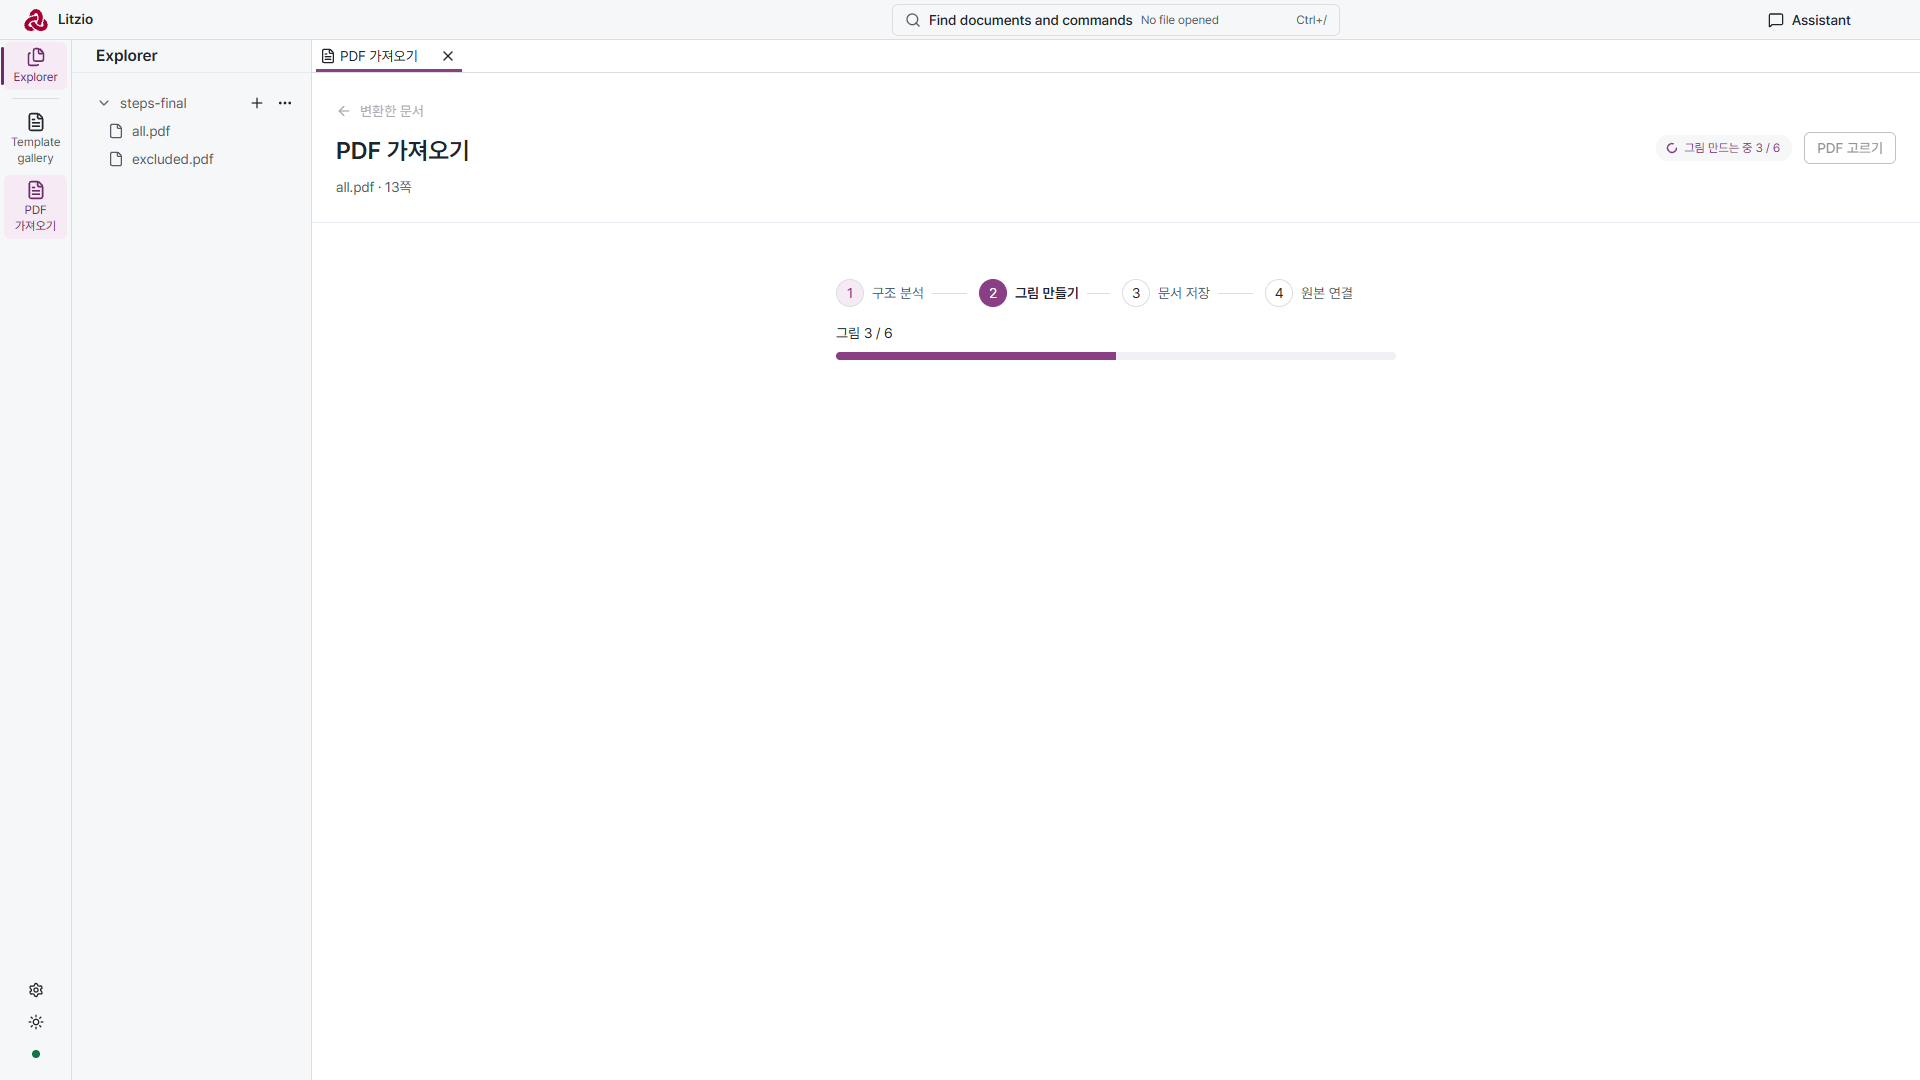 Litzio
Find documents and commands No file opened Ctrl+/
Assistant
Explorer
Template
gallery
PDF
가져오기
Explorer
steps-final
all.pdf
excluded.pdf
PDF 가져오기
변환한 문서
PDF 가져오기
그림 만드는 중 3 / 6
PDF 고르기
all.pdf · 13쪽
1 구조 분석 2 그림 만들기 3 문서 저장 4 원본 연결
그림 3 / 6